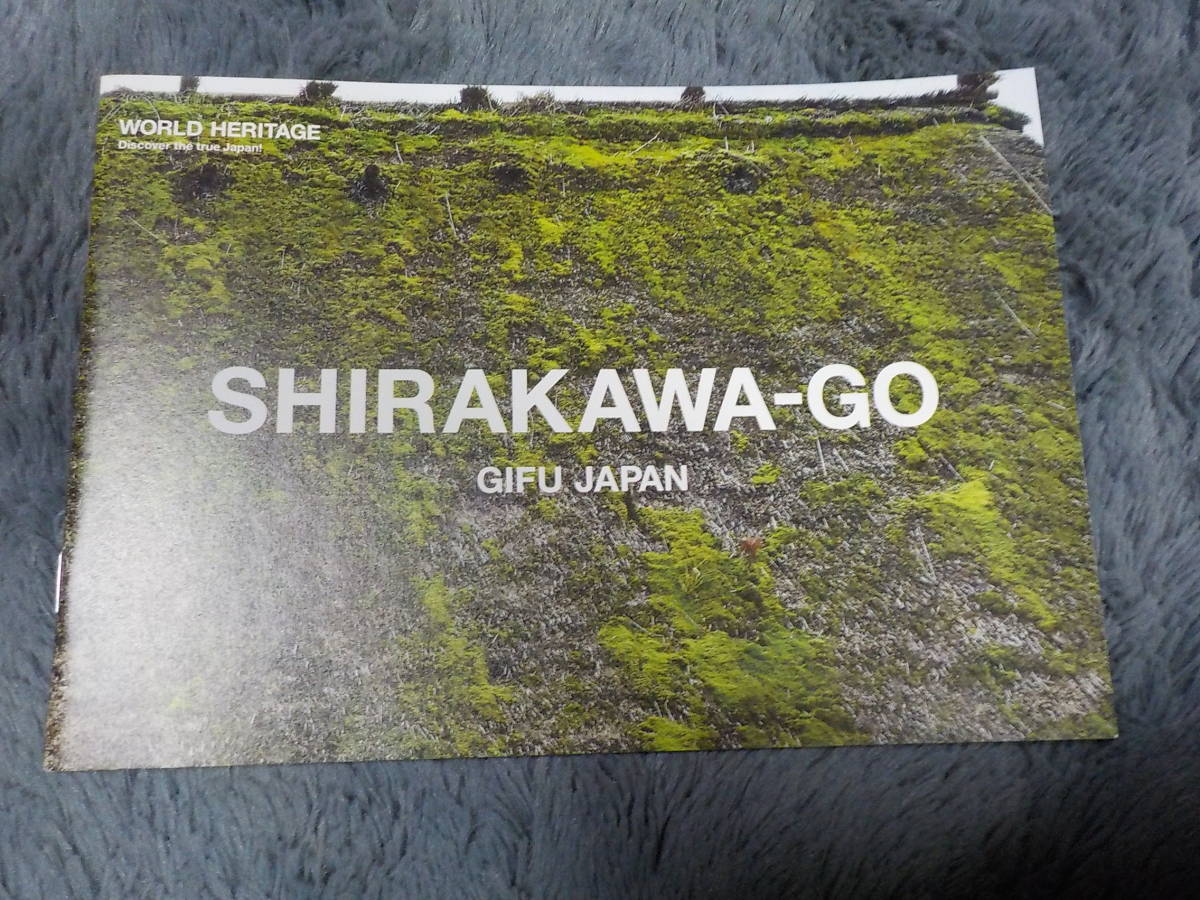 WORLD HERITAGE
Discover the true Japan!
SHIRAKAWA-GO
GIFU JAPAN